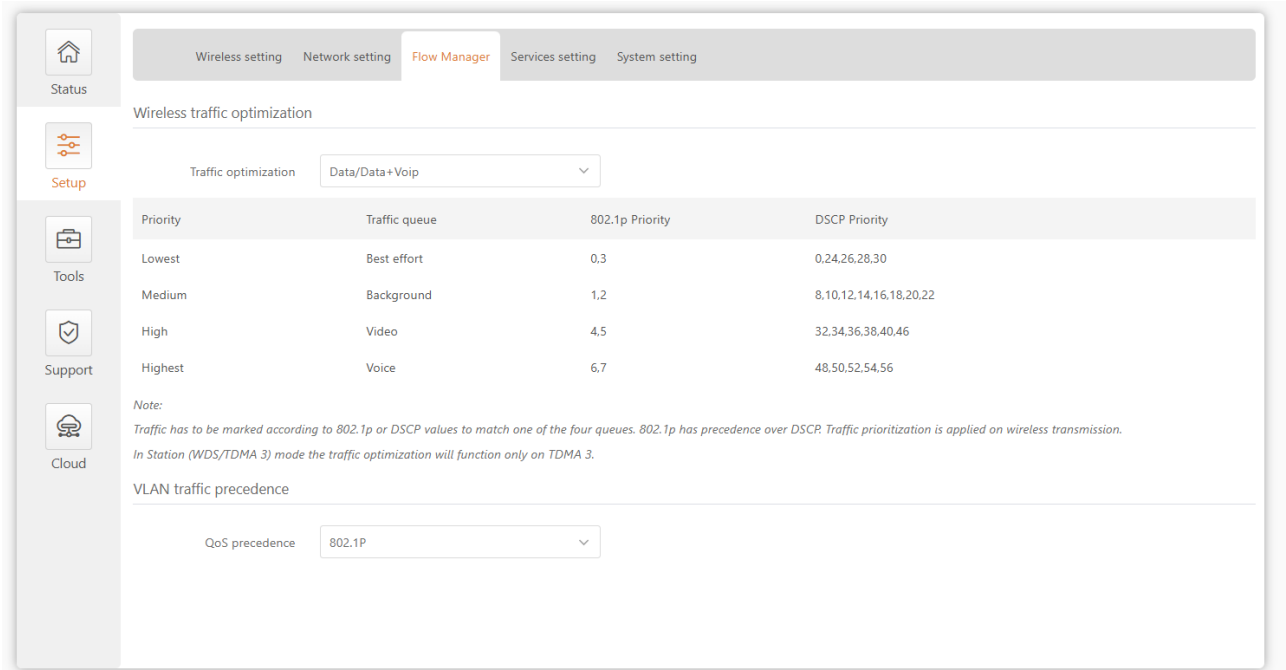 Status
Setup
Tools
Support
Cloud
Wireless setting Network setting Flow Manager Services setting System setting
Wireless traffic optimization
Traffic optimization Data/Data+Voip
Priority Traffic queue 802.1p Priority DSCP Priority
Lowest Best effort 0,3 0,24,26,28,30
Medium Background 1,2 8,10,12,14,16,18,20,22
High Video 4,5 32,34,36,38,40,46
Highest Voice 6,7 48,50,52,54,56
Note:
Traffic has to be marked according to 802.1p or DSCP values to match one of the four queues. 802.1p has precedence over DSCP. Traffic prioritization is applied on wireless transmission.
In Station (WDS/TDMA 3) mode the traffic optimization will function only on TDMA 3.
VLAN traffic precedence
QoS precedence 802.1P